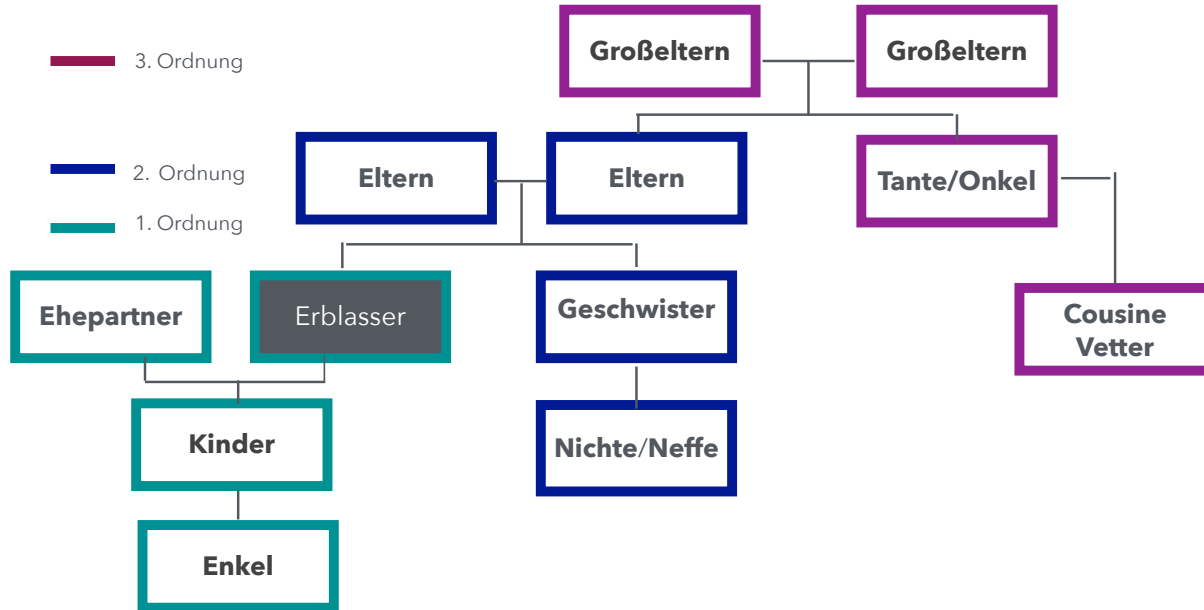 Großeltern
Großeltern
3. Ordnung
Eltern
Eltern
Tante/Onkel
2. Ordnung
1. Ordnung
Ehepartner
Erblasser
Geschwister
Cousine
Vetter
Kinder
Nichte/Neffe
Enkel